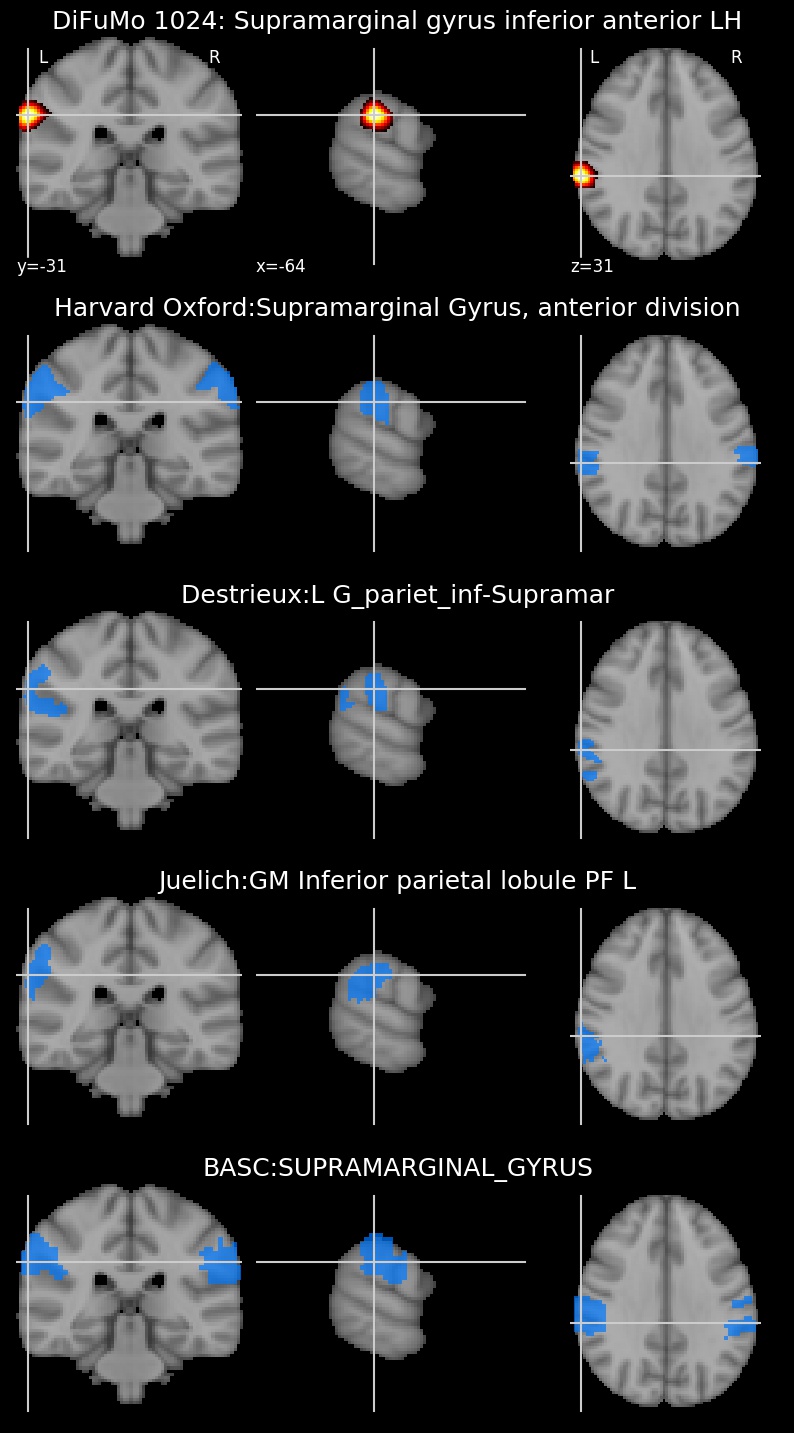 DiFuMo 1024: Supramarginal gyrus inferior anterior LH
L R L R
y=-31 x=-64 z=31
Harvard Oxford:Supramarginal Gyrus, anterior division
Destrieux:L G_pariet_inf-Supramar
Juelich:GM Inferior parietal lobule PF L
BASC:SUPRAMARGINAL_GYRUS